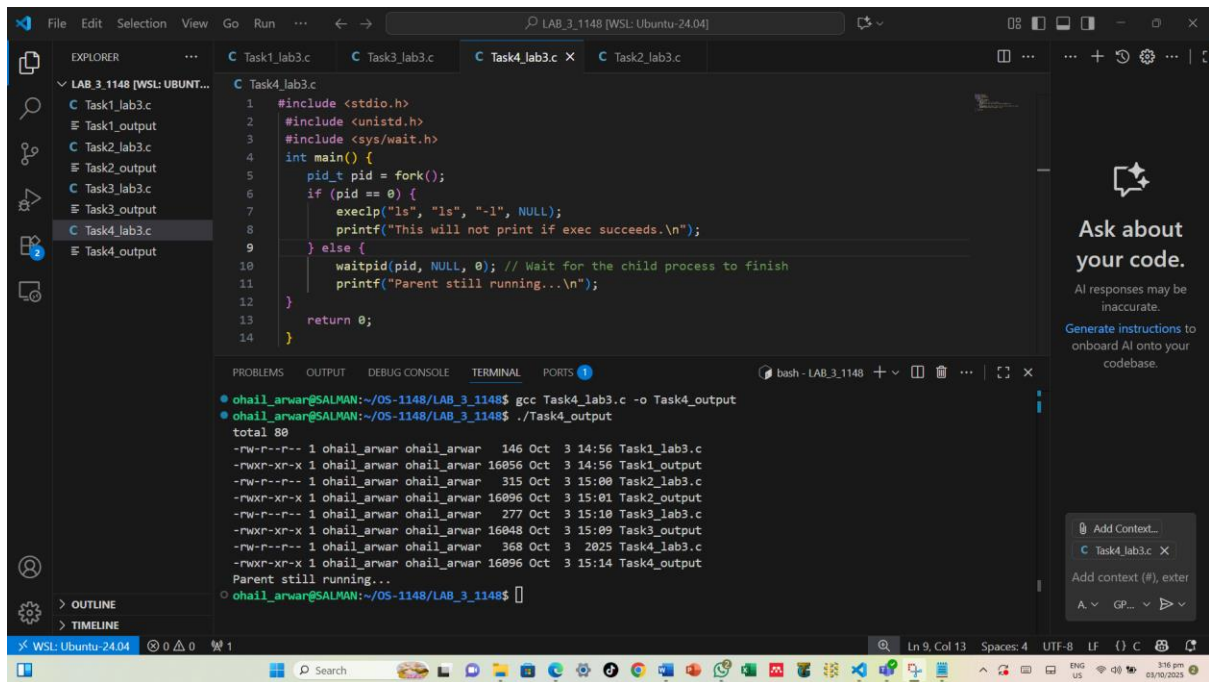 File Edit Selection View Go Run ··· LAB_3_1148 [WSL: Ubuntu-24.04]
EXPLORER ···
LAB_3_1148 [WSL: UBUNT...
C Task1_lab3.c
Task1_output
C Task2_lab3.c
Task2_output
C Task3_lab3.c
Task3_output
C Task4_lab3.c
Task4_output
2
OUTLINE
TIMELINE
C Task1_lab3.c C Task3_lab3.c C Task4_lab3.c C Task2_lab3.c
C Task4_lab3.c
1 #include <stdio.h>
2 #include <unistd.h>
3 #include <sys/wait.h>
4 int main() {
5 pid_t pid = fork();
6 if (pid == 0) {
7 execlp("ls", "ls", "-l", NULL);
8 printf("This will not print if exec succeeds.\n");
9 } else {
10 waitpid(pid, NULL, 0); // Wait for the child process to finish
11 printf("Parent still running...\n");
12 }
13 return 0;
14 }
PROBLEMS OUTPUT DEBUG CONSOLE TERMINAL PORTS 1 bash - LAB_3_1148
ohail_arwar@SALMAN:~/OS-1148/LAB_3_1148$ gcc Task4_lab3.c -o Task4_output
ohail_arwar@SALMAN:~/OS-1148/LAB_3_1148$ ./Task4_output
total 80
-rw-r--r-- 1 ohail_arwar ohail_arwar 146 Oct 3 14:56 Task1_lab3.c
-rwxr-xr-x 1 ohail_arwar ohail_arwar 16056 Oct 3 14:56 Task1_output
-rw-r--r-- 1 ohail_arwar ohail_arwar 315 Oct 3 15:00 Task2_lab3.c
-rwxr-xr-x 1 ohail_arwar ohail_arwar 16096 Oct 3 15:01 Task2_output
-rw-r--r-- 1 ohail_arwar ohail_arwar 277 Oct 3 15:10 Task3_lab3.c
-rwxr-xr-x 1 ohail_arwar ohail_arwar 16048 Oct 3 15:09 Task3_output
-rw-r--r-- 1 ohail_arwar ohail_arwar 368 Oct 3 2025 Task4_lab3.c
-rwxr-xr-x 1 ohail_arwar ohail_arwar 16096 Oct 3 15:14 Task4_output
Parent still running...
ohail_arwar@SALMAN:~/OS-1148/LAB_3_1148$
Ask about
your code.
AI responses may be
inaccurate.
Generate instructions to
onboard AI onto your
codebase.
Add Context...
C Task4_lab3.c
Add context (#), exter
A. GP...
WSL: Ubuntu-24.04 0 0 1 Ln 9, Col 13 Spaces: 4 UTF-8 LF {} C
Search
ENG
US
3:16 pm
03/10/2025